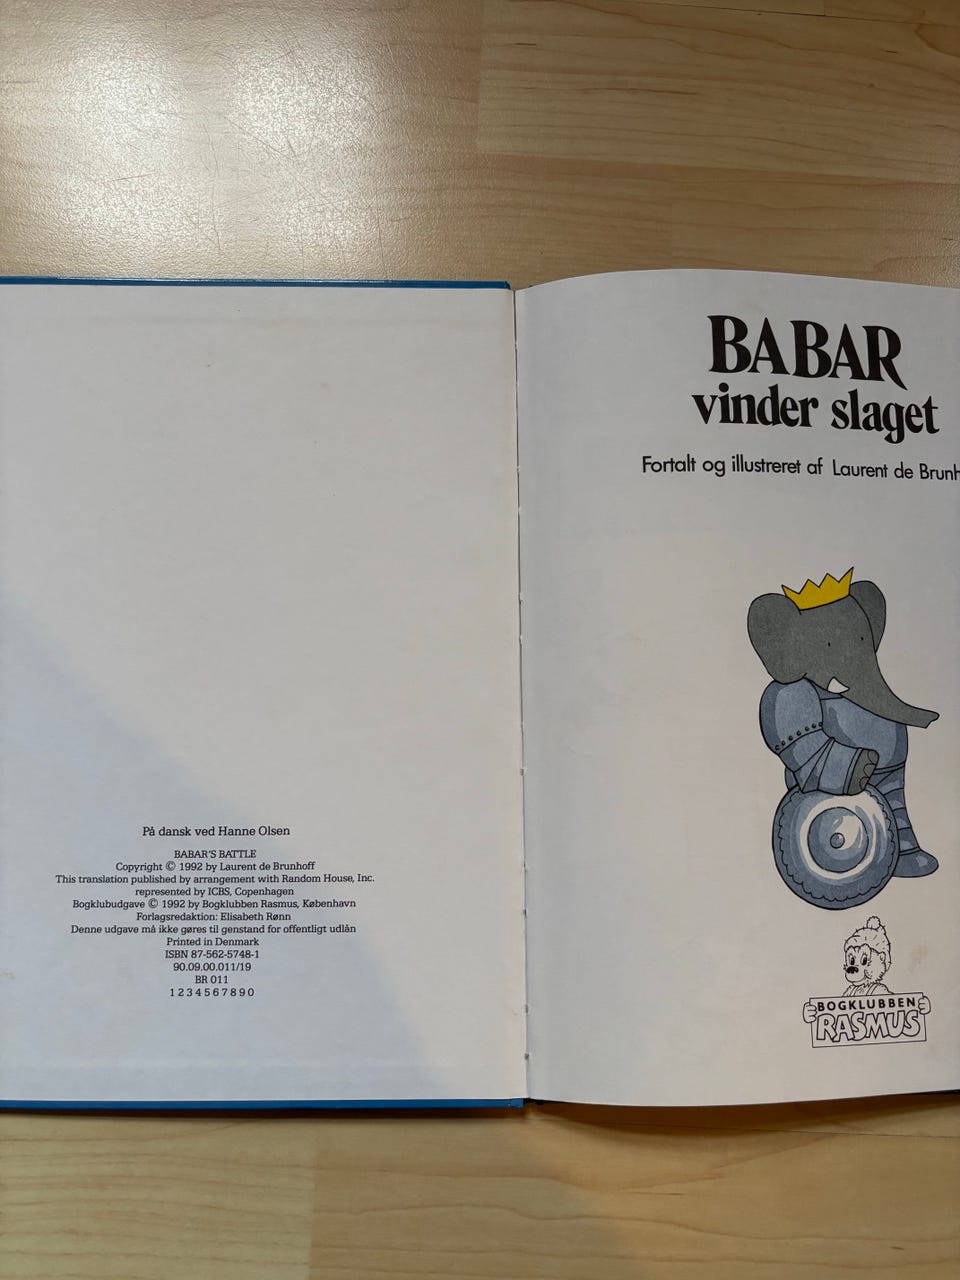 På dansk ved Hanne Olsen
BABAR'S BATTLE
Copyright © 1992 by Laurent de Brunhoff
This translation published by arrangement with Random House, Inc.
represented by ICBS, Copenhagen
Bogklubudgave © 1992 by Bogklubben Rasmus, København
Forlagsredaktion: Elisabeth Rønn
Denne udgave må ikke gøres til genstand for offentligt udlån
Printed in Denmark
ISBN 87-562-5748-1
90.09.00.011/19
BR 011
1 2 3 4 5 6 7 8 9 0
BABAR
vinder slaget
Fortalt og illustreret af Laurent de Brunh
BOGKLUBBEN
RASMUS